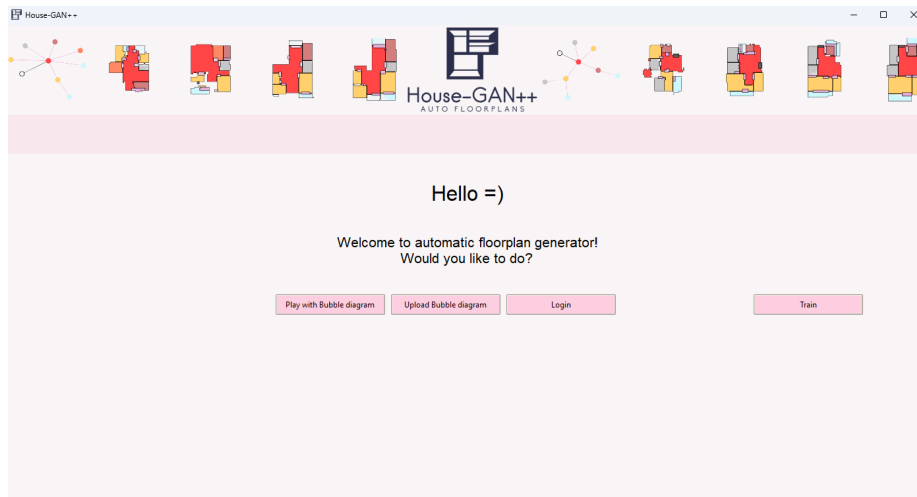 House-GAN++
House-GAN++
AUTO FLOORPLANS
Hello =)
Welcome to automatic floorplan generator!
Would you like to do?
Play with Bubble diagram
Upload Bubble diagram
Login
Train